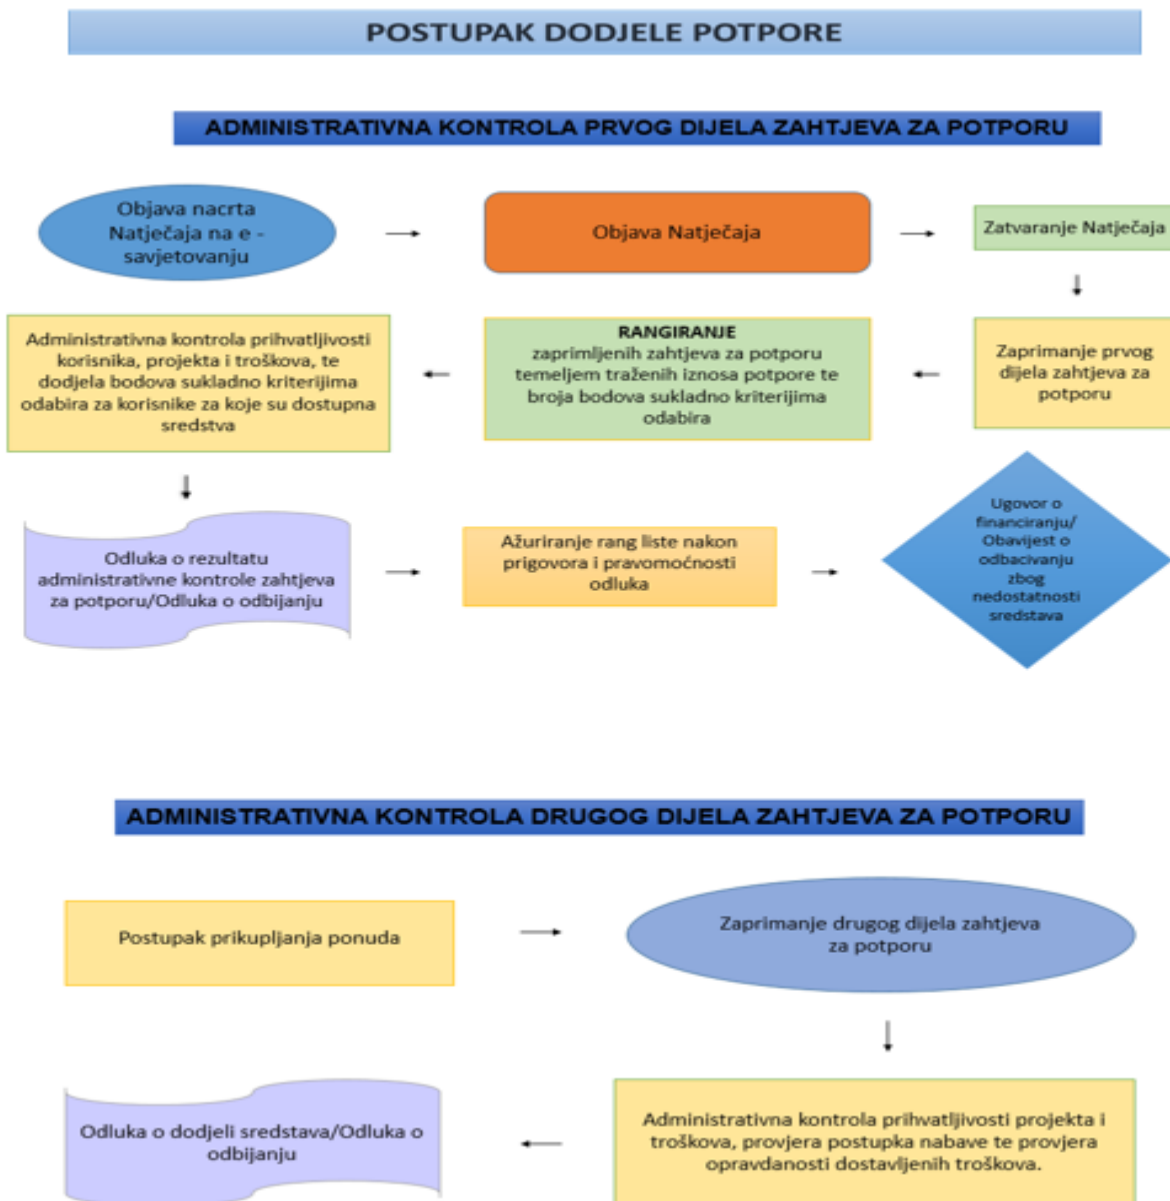 POSTUPAK DODJELE POTPORE
ADMINISTRATIVNA KONTROLA PRVOG DIJELA ZAHTJEVA ZA POTPORU
Objava nacrta
Natječaja na e -
savjetovanju
Objava Natječaja
Zatvaranje Natječaja
Zaprimanje prvog
dijela zahtjeva za
potporu
RANGIRANJE
zaprimljenih zahtjeva za potporu
temeljem traženih iznosa potpore te
broja bodova sukladno kriterijima
odabira
Administrativna kontrola prihvatljivosti
korisnika, projekta i troškova, te
dodjela bodova sukladno kriterijima
odabira za korisnike za koje su dostupna
sredstva
Odluka o rezultatu
administrativne kontrole zahtjeva
za potporu/Odluka o odbijanju
Ažuriranje rang liste nakon
prigovora i pravomoćnosti
odluka
Ugovor o
financiranju/
Obavijest o
odbacivanju
zbog
nedostatnosti
sredstava
ADMINISTRATIVNA KONTROLA DRUGOG DIJELA ZAHTJEVA ZA POTPORU
Postupak prikupljanja ponuda
Zaprimanje drugog dijela zahtjeva
za potporu
Administrativna kontrola prihvatljivosti projekta i
troškova, provjera postupka nabave te provjera
opravdanosti dostavljenih troškova.
Odluka o dodjeli sredstava/Odluka o
odbijanju